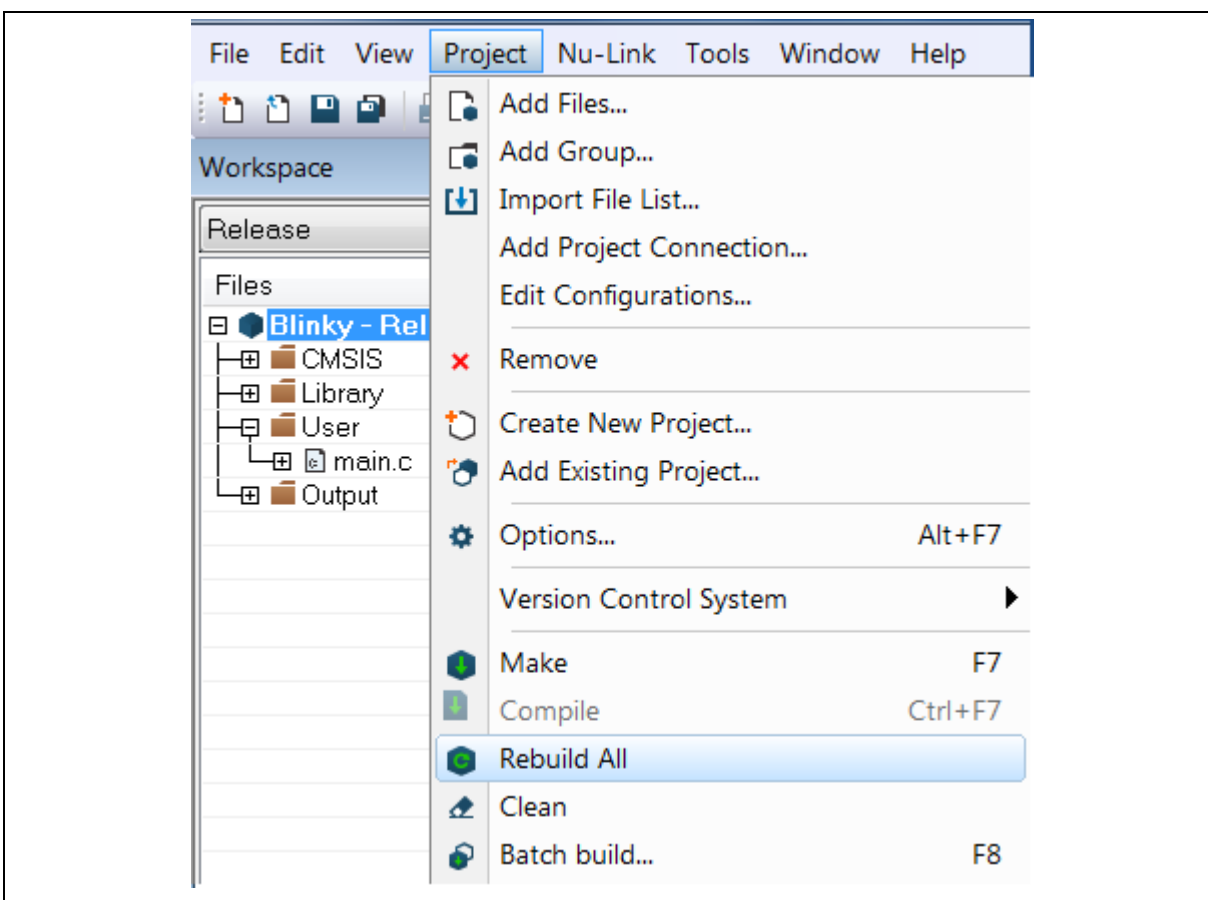 File Edit View Project Nu-Link Tools Window Help
Workspace
Release
Files
Blinky - Rel
CMSIS
Library
User
main.c
Output
Add Files...
Add Group...
Import File List...
Add Project Connection...
Edit Configurations...
Remove
Create New Project...
Add Existing Project...
Options... Alt+F7
Version Control System
Make F7
Compile Ctrl+F7
Rebuild All
Clean
Batch build... F8